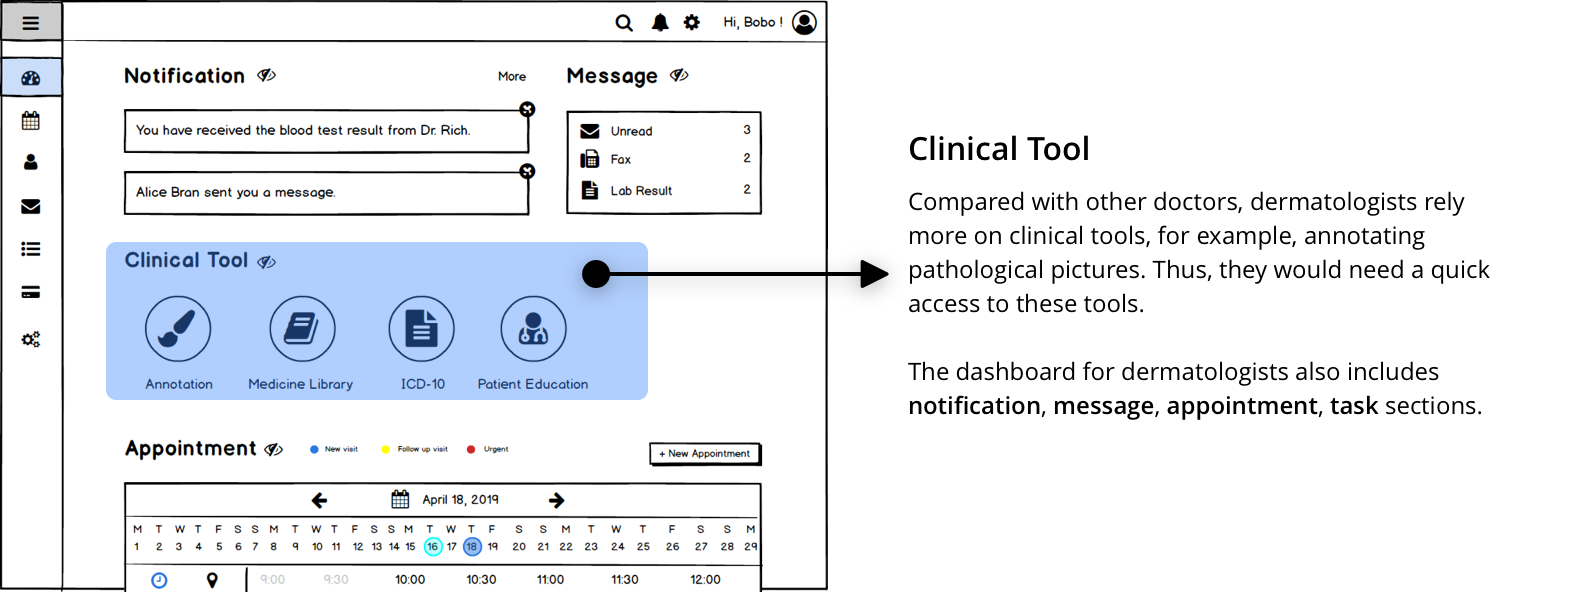 Hi, Bobo !
Notification
More
Message
You have received the blood test result from Dr. Rich.
Alice Bran sent you a message.
Unread 3
Fax 2
Lab Result 2
Clinical Tool
Annotation Medicine Library ICD-10 Patient Education
Appointment
New visit Follow up visit Urgent
+ New Appointment
April 18, 2019
M T W T F S S M T W T F S S M T W T F S S M T W T F S S M
1 2 3 4 5 6 7 8 9 10 11 12 13 14 15 16 17 18 19 20 21 22 23 24 25 26 27 28 29
9:00 9:30 10:00 10:30 11:00 11:30 12:00
Clinical Tool
Compared with other doctors, dermatologists rely
more on clinical tools, for example, annotating
pathological pictures. Thus, they would need a quick
access to these tools.
The dashboard for dermatologists also includes
notification, message, appointment, task sections.